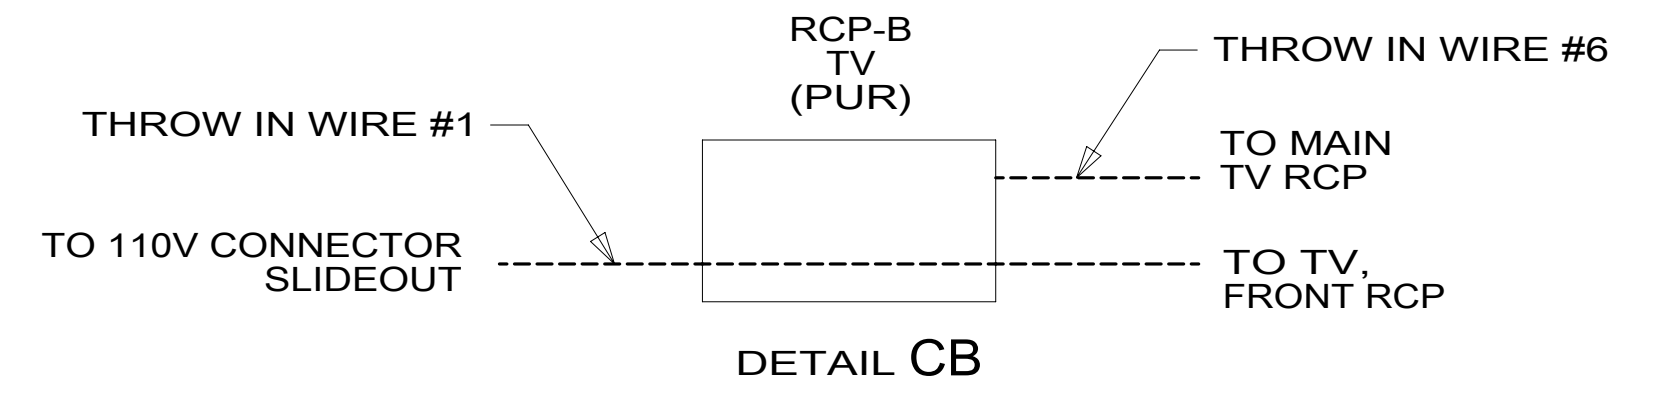 RCP-B
TV
(PUR)
THROW IN WIRE #6
THROW IN WIRE #1
TO MAIN
TV RCP
TO 110V CONNECTOR
SLIDEOUT
TO TV,
FRONT RCP
DETAIL CB